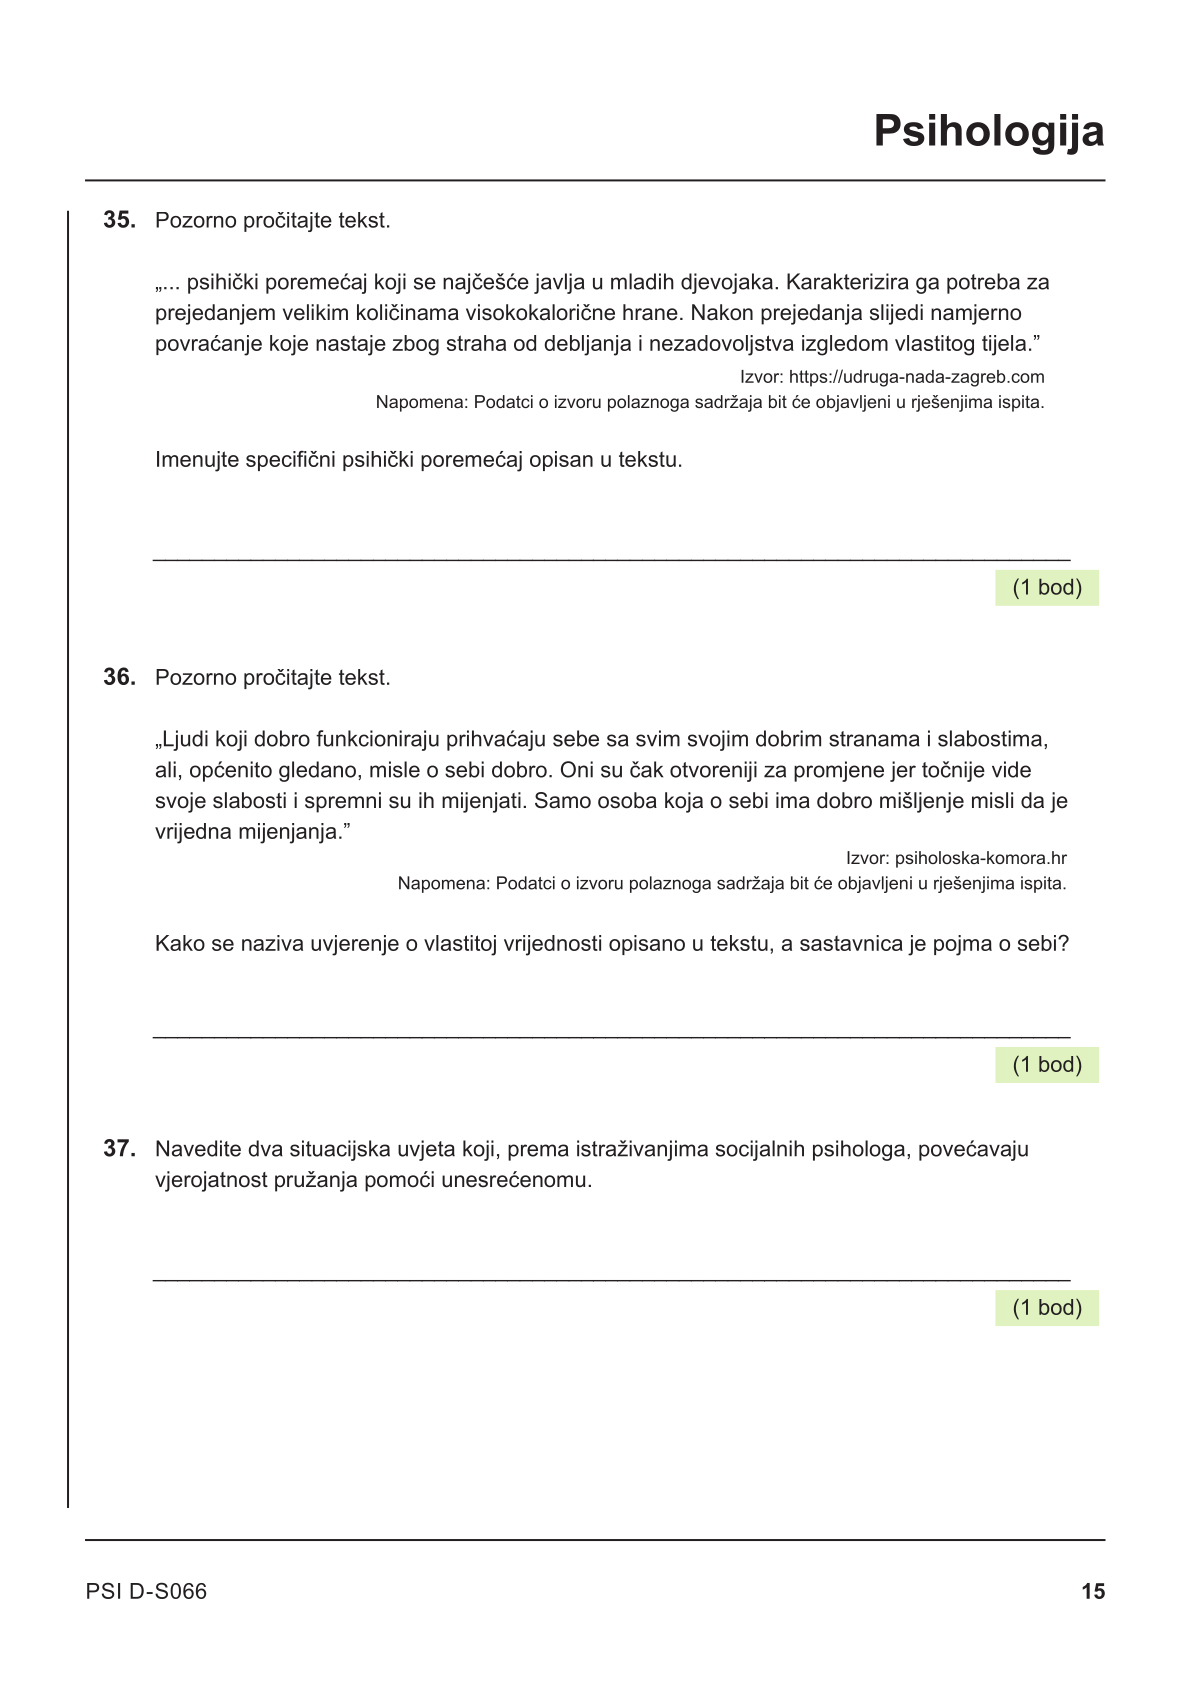 Psihologija
35. Pozorno pročitajte tekst.
„... psihički poremećaj koji se najčešće javlja u mladih djevojaka. Karakterizira ga potreba za
prejedanjem velikim količinama visokokalorične hrane. Nakon prejedanja slijedi namjerno
povraćanje koje nastaje zbog straha od debljanja i nezadovoljstva izgledom vlastitog tijela.”
Izvor: https://udruga-nada-zagreb.com
Napomena: Podatci o izvoru polaznoga sadržaja bit će objavljeni u rješenjima ispita.
Imenujte specifični psihički poremećaj opisan u tekstu.
(1 bod)
36. Pozorno pročitajte tekst.
„Ljudi koji dobro funkcioniraju prihvaćaju sebe sa svim svojim dobrim stranama i slabostima,
ali, općenito gledano, misle o sebi dobro. Oni su čak otvoreniji za promjene jer točnije vide
svoje slabosti i spremni su ih mijenjati. Samo osoba koja o sebi ima dobro mišljenje misli da je
vrijedna mijenjanja.”
Izvor: psiholoska-komora.hr
Napomena: Podatci o izvoru polaznoga sadržaja bit će objavljeni u rješenjima ispita.
Kako se naziva uvjerenje o vlastitoj vrijednosti opisano u tekstu, a sastavnica je pojma o sebi?
(1 bod)
37. Navedite dva situacijska uvjeta koji, prema istraživanjima socijalnih psihologa, povećavaju
vjerojatnost pružanja pomoći unesrećenomu.
(1 bod)
PSI D-S066
15